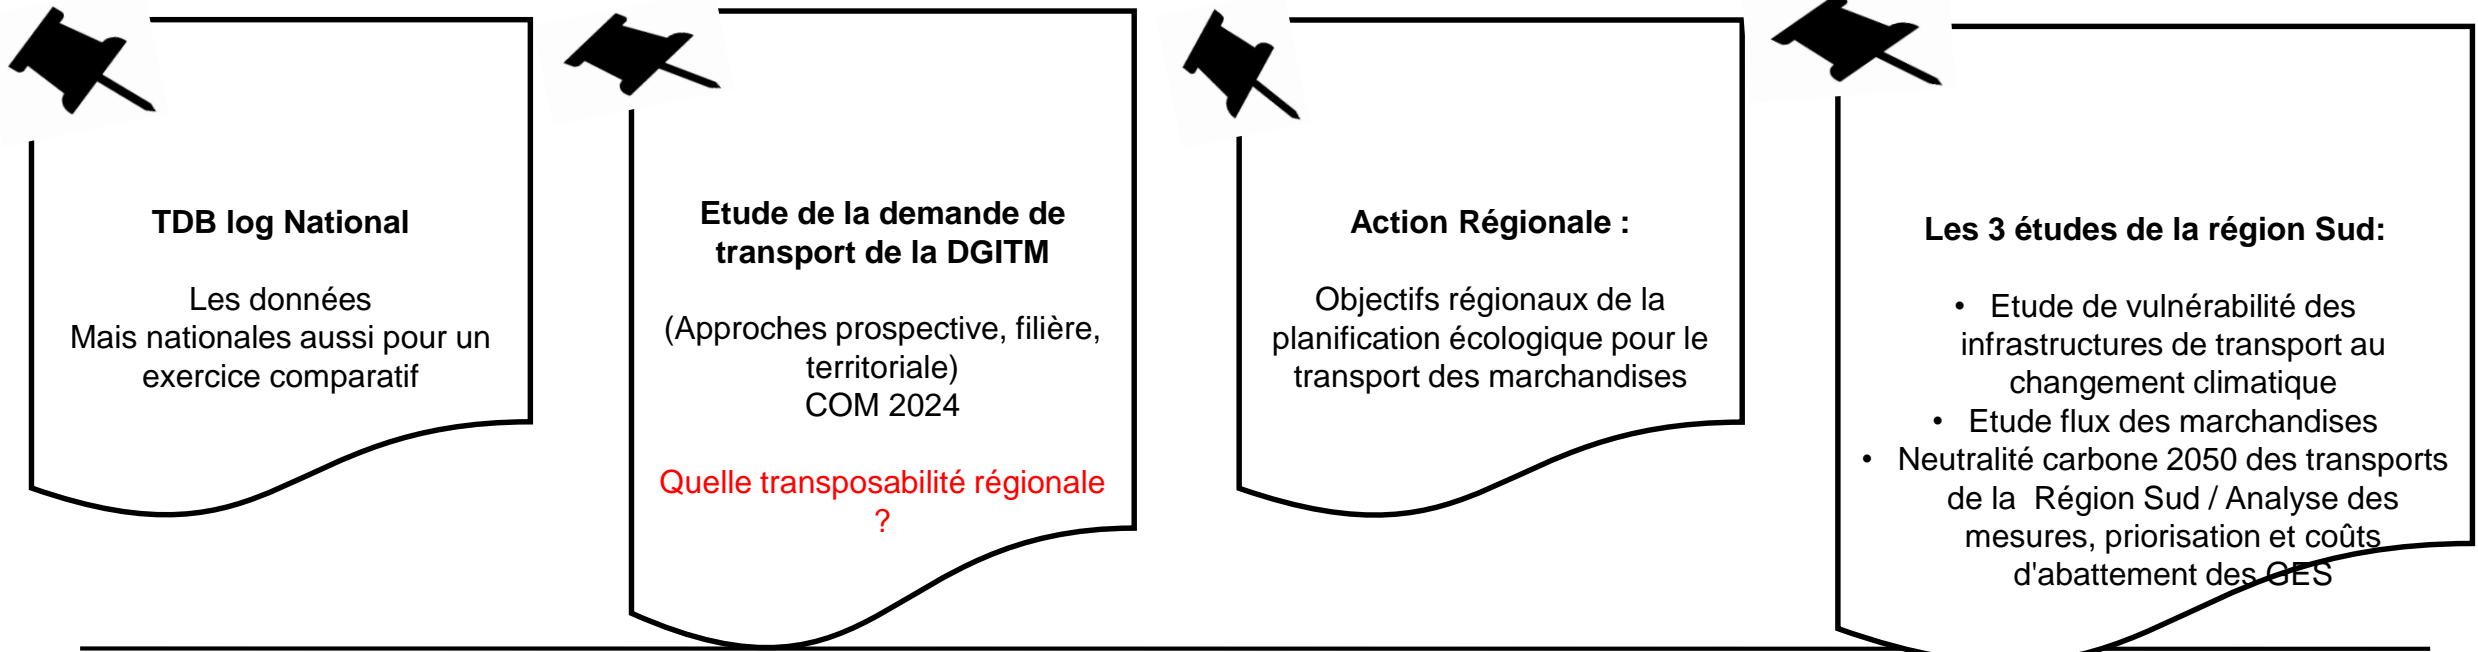 TDB log National
Les données
Mais nationales aussi pour un
exercice comparatif
Etude de la demande de
transport de la DGITM
(Approches prospective, filière,
territoriale)
COM 2024
Quelle transposabilité régionale
?
Action Régionale :
Objectifs régionaux de la
planification écologique pour le
transport des marchandises
Les 3 études de la région Sud:
• Etude de vulnérabilité des
infrastructures de transport au
changement climatique
• Etude flux des marchandises
• Neutralité carbone 2050 des transports
de la Région Sud / Analyse des
mesures, priorisation et coûts
d'abattement des GES